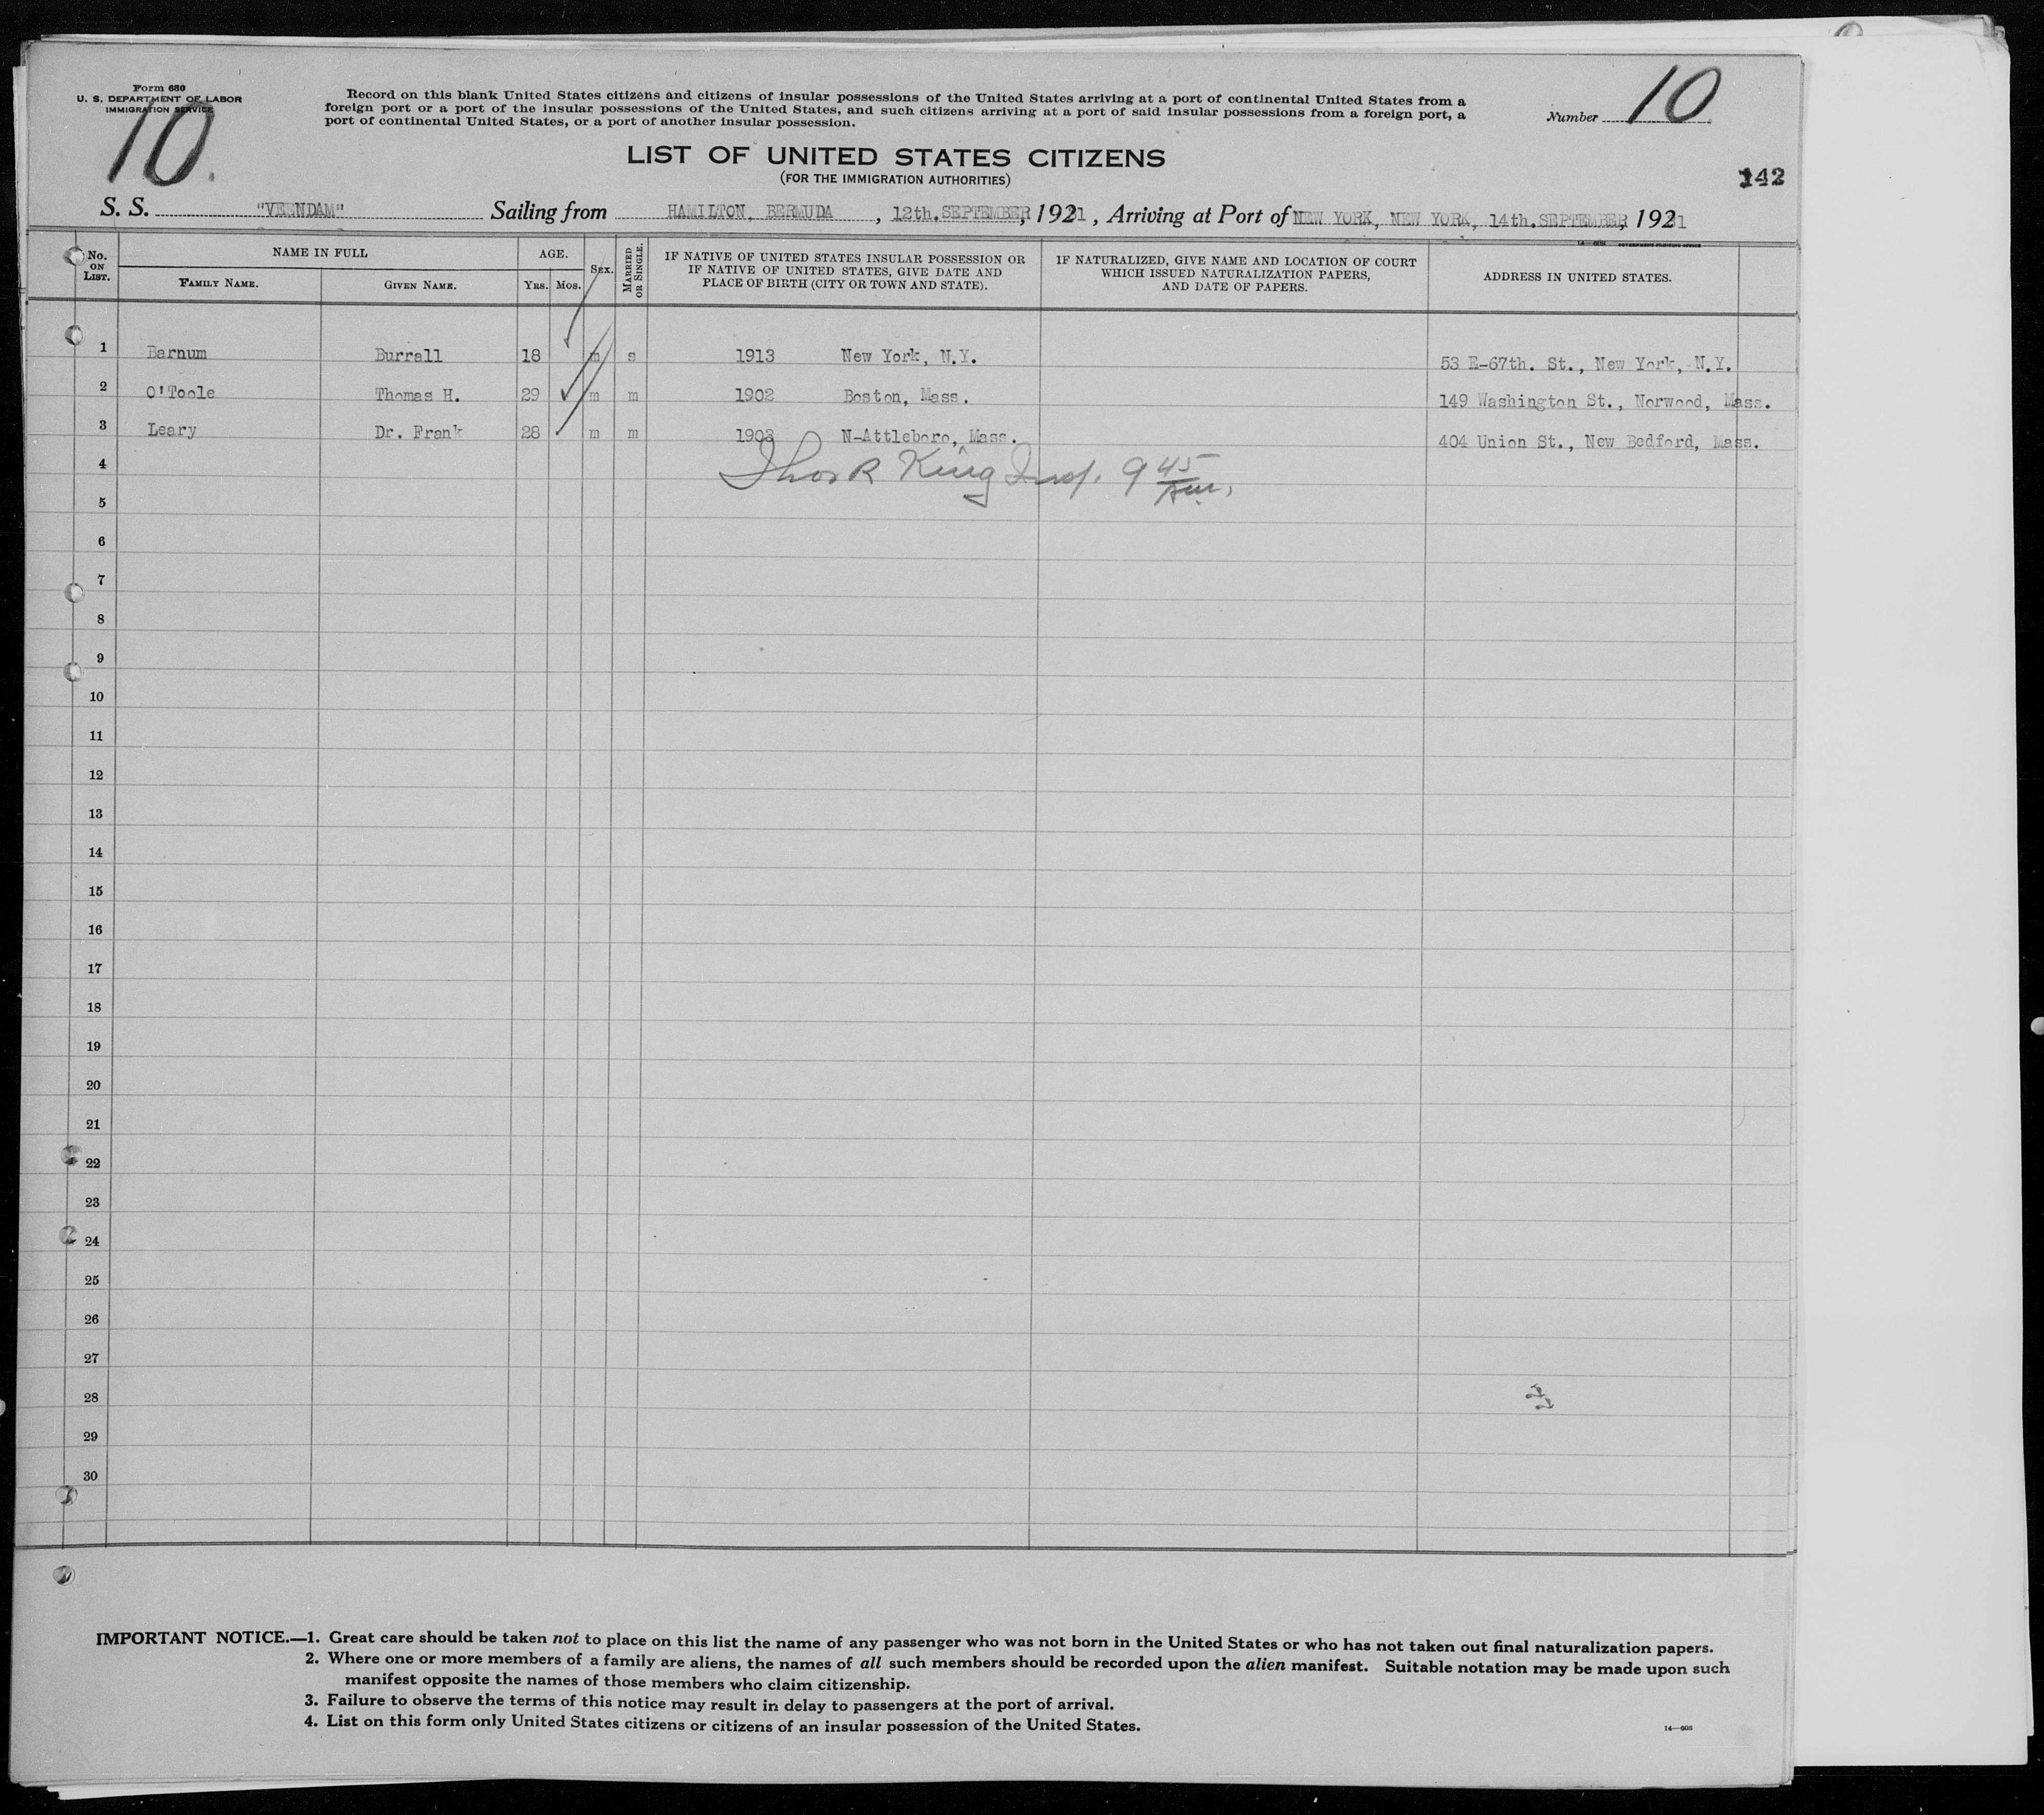 Form 630
U. S. DEPARTMENT OF LABOR
IMMIGRATION SERVICE
10.
Record on this blank United States citizens and citizens of insular possessions of the United States arriving at a port of continental United States from a
foreign port or a port of the insular possessions of the United States, and such citizens arriving at a port of said insular possessions from a foreign port, a
port of continental United States, or a port of another insular possession.
Number 10
LIST OF UNITED STATES CITIZENS
(FOR THE IMMIGRATION AUTHORITIES)
142
S. S. "VEENDAM" Sailing from HAMILTON, BERMUDA , 12th. SEPTEMBER, 1931 , Arriving at Port of NEW YORK, NEW YORK, 14th. SEPTEMBER, 1931
No. ON LIST. NAME IN FULL AGE. SEX. MARRIED OR SINGLE. IF NATIVE OF UNITED STATES INSULAR POSSESSION OR IF NATIVE OF UNITED STATES, GIVE DATE AND PLACE OF BIRTH (CITY OR TOWN AND STATE). IF NATURALIZED, GIVE NAME AND LOCATION OF COURT WHICH ISSUED NATURALIZATION PAPERS, AND DATE OF PAPERS. ADDRESS IN UNITED STATES.
FAMILY NAME. GIVEN NAME. YRS. MOS.
1 Barnum Burrall 18 m s 1913 New York, N.Y. 53 E-67th. St., New York, N.Y.
2 O'Toole Thomas H. 29 m m 1902 Boston, Mass. 149 Washington St., Norwood, Mass.
3 Leary Dr. Frank 28 m m 1903 N-Attleboro, Mass. 404 Union St., New Bedford, Mass.
4 Thos R King Insp. 9 45 Am.
5
6
7
8
9
10
11
12
13
14
15
16
17
18
19
20
21
22
23
24
25
26
27
28
29
30
IMPORTANT NOTICE.—1. Great care should be taken not to place on this list the name of any passenger who was not born in the United States or who has not taken out final naturalization papers.
2. Where one or more members of a family are aliens, the names of all such members should be recorded upon the alien manifest. Suitable notation may be made upon such
manifest opposite the names of those members who claim citizenship.
3. Failure to observe the terms of this notice may result in delay to passengers at the port of arrival.
4. List on this form only United States citizens or citizens of an insular possession of the United States.